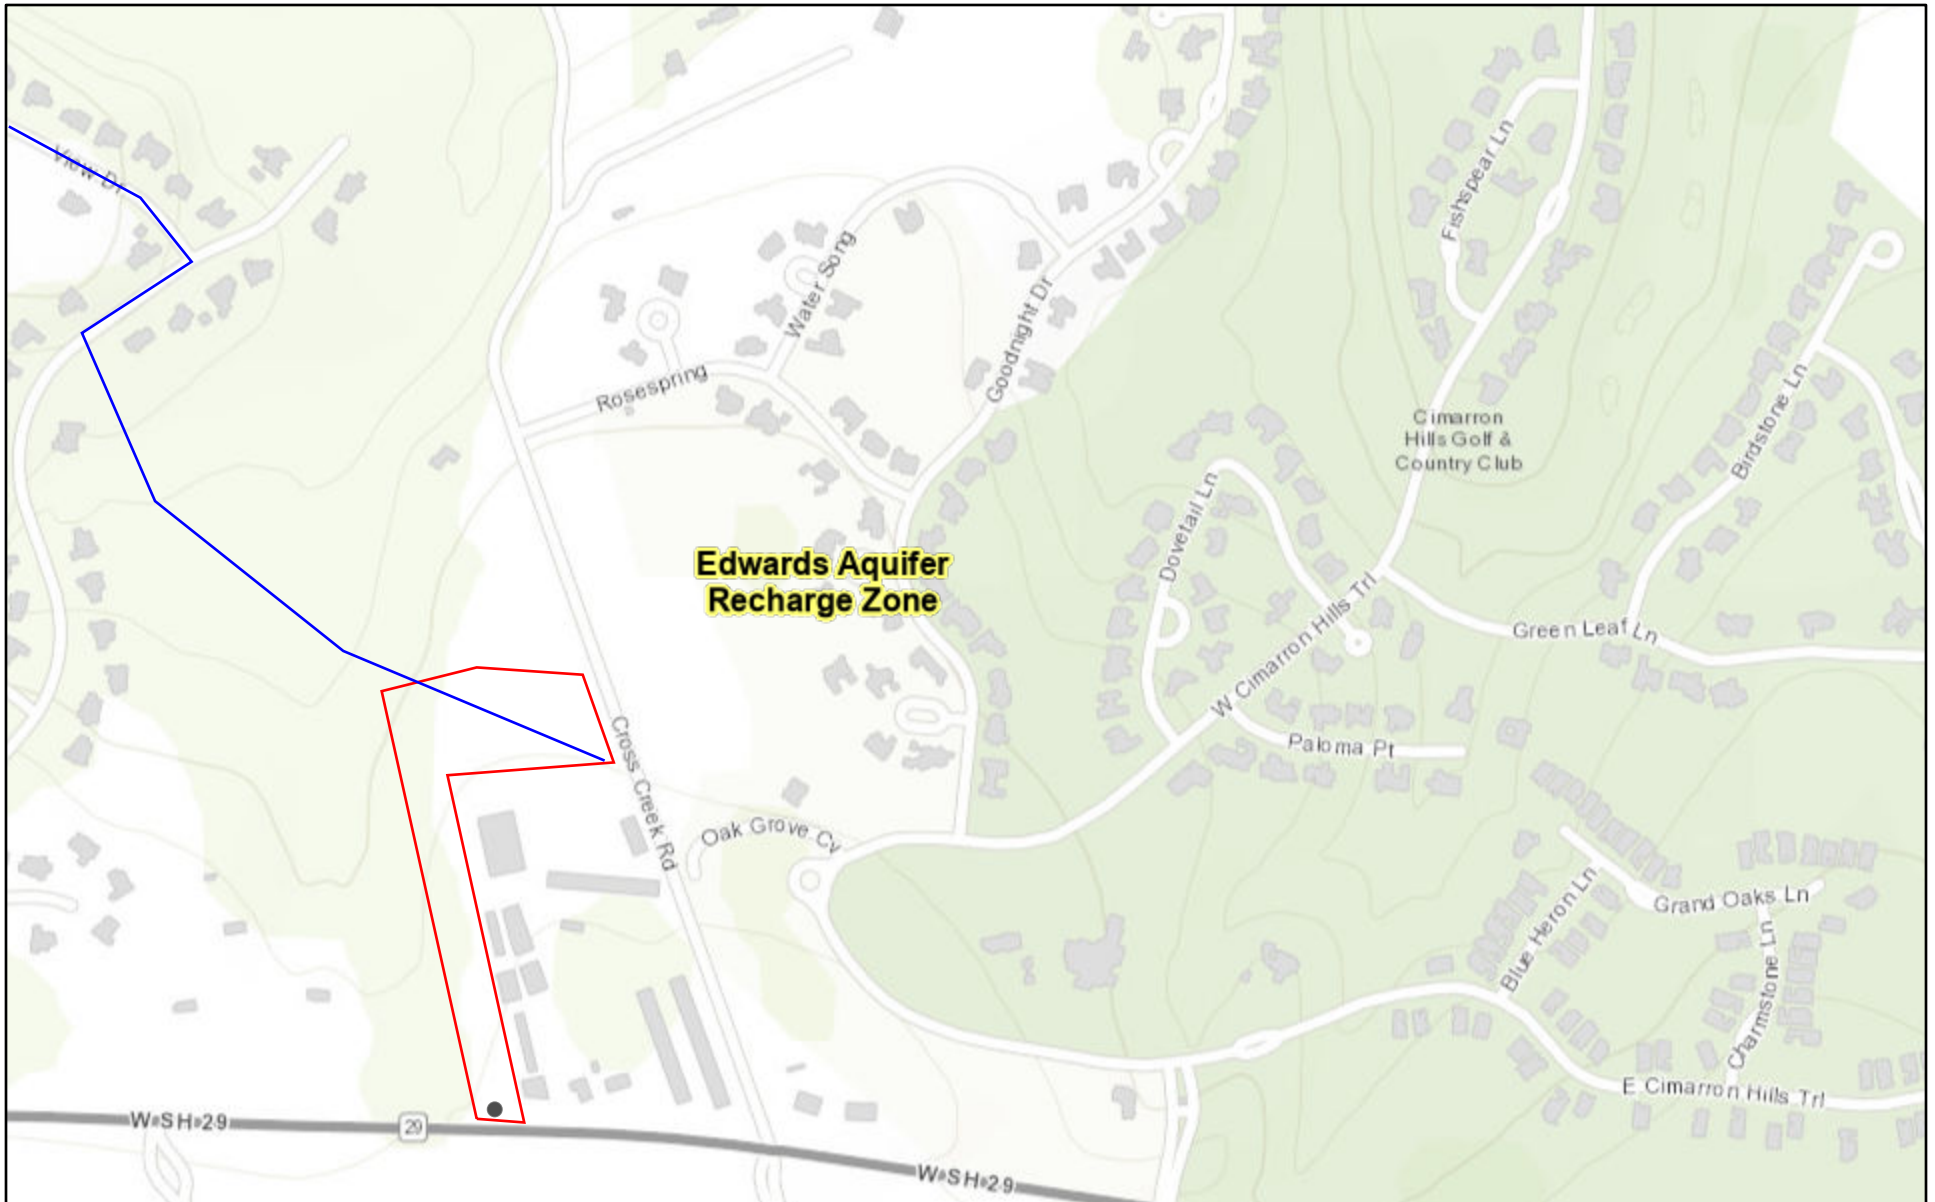 View Dr
Fishspear Ln
Water Song
Goodnight Dr
Rosespring
Cimarron
Hills Golf &
Country Club
Birdstone Ln
Dovetail Ln
Edwards Aquifer
Recharge Zone
W Cimarron Hills Trl
Green Leaf Ln
Cross Creek Rd
Paloma Pt
Oak Grove Cv
Blue Heron Ln
Grand Oaks Ln
Charmstone Ln
E Cimarron Hills Trl
W SH 29
29
W SH 29